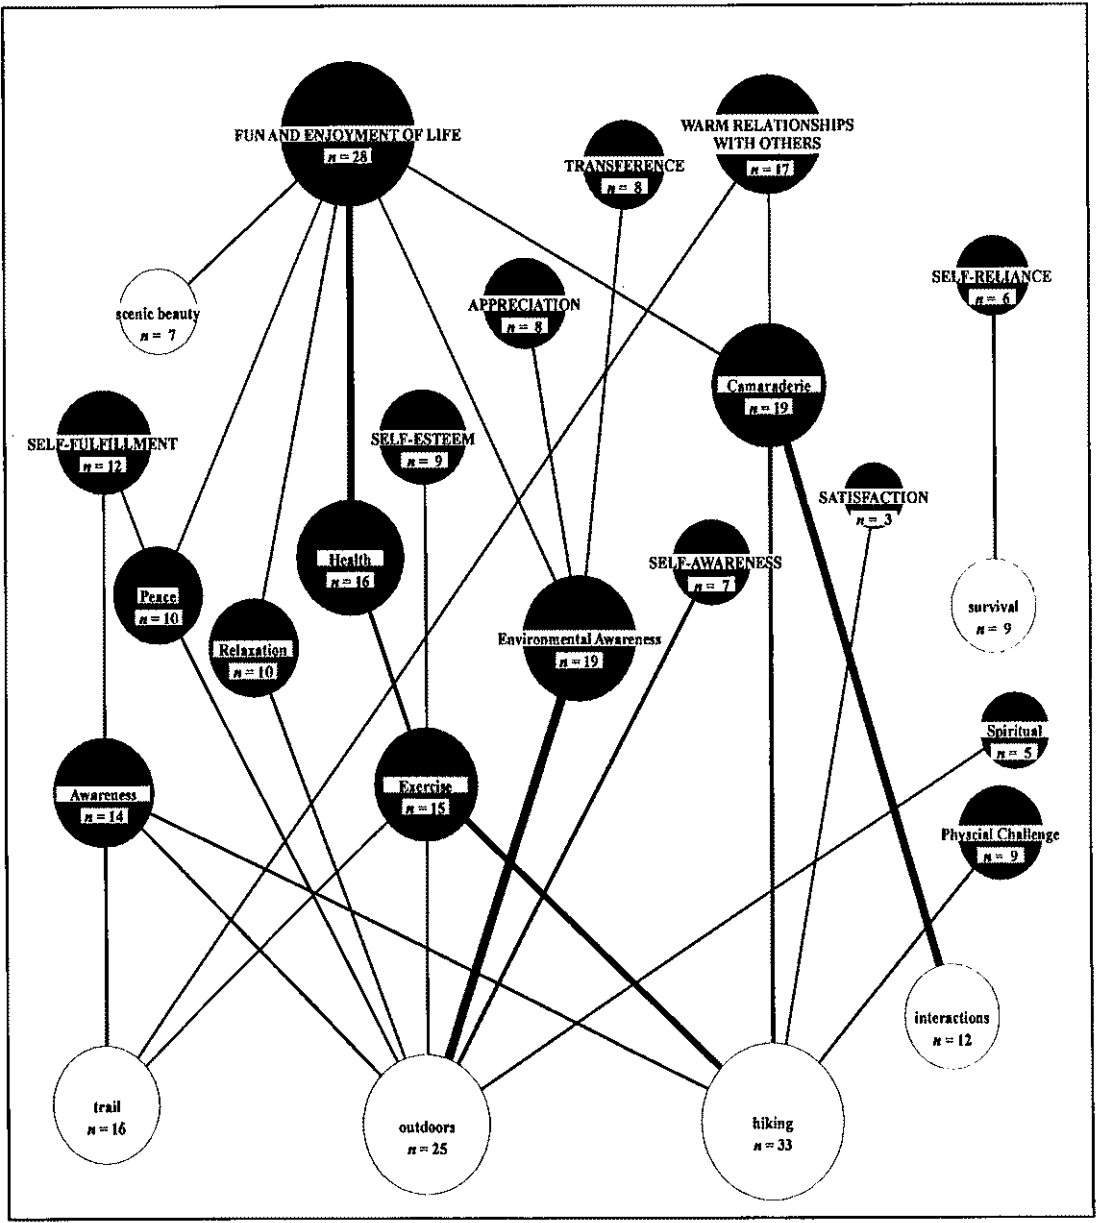 FUN AND ENJOYMENT OF LIFE
n = 28
WARM RELATIONSHIPS
WITH OTHERS
n = 17
TRANSFERENCE
n = 8
SELF-RELIANCE
n = 6
APPRECIATION
n = 8
scenic beauty
n = 7
Camaraderie
n = 19
SELF-FULFILLMENT
n = 12
SELF-ESTEEM
n = 9
SATISFACTION
n = 3
Health
n = 16
SELF-AWARENESS
n = 7
Peace
n = 10
survival
n = 9
Relaxation
n = 10
Environmental Awareness
n = 19
Spiritual
n = 5
Awareness
n = 14
Exercise
n = 15
Physcial Challenge
n = 9
interactions
n = 12
trail
n = 16
outdoors
n = 25
hiking
n = 33